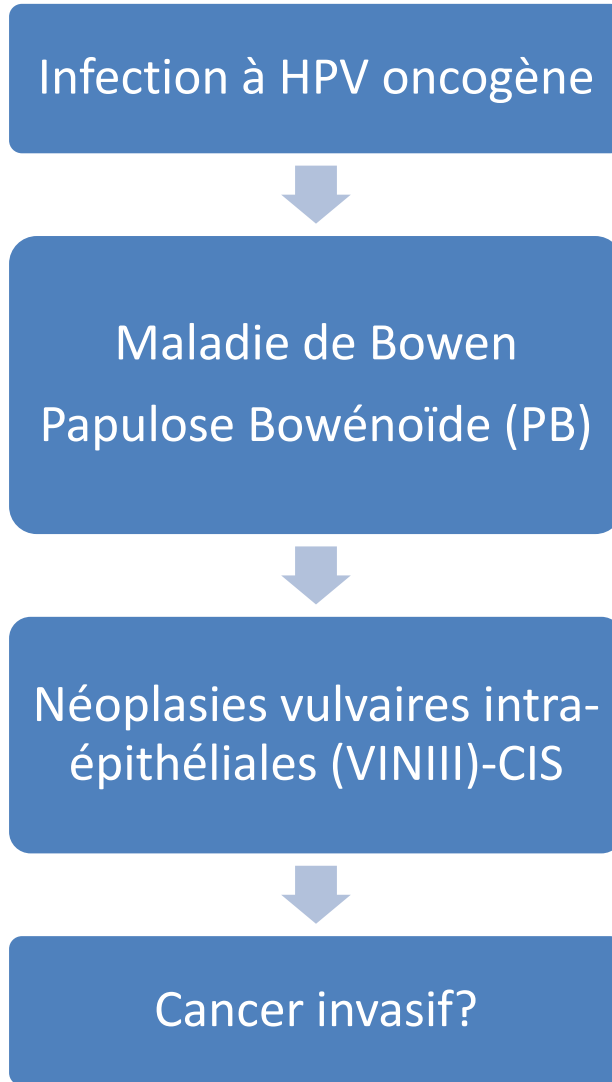 Infection à HPV oncogène
Maladie de Bowen
Papulose Bowénoïde (PB)
Néoplasies vulvaires intra-
épithéliales (VINIII)-CIS
Cancer invasif?